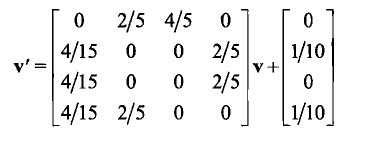 v′ = [ 0 2/5 4/5 0 ] [ 0 ]
[ 4/15 0 0 2/5 ] v + [ 1/10 ]
[ 4/15 0 0 2/5 ] [ 0 ]
[ 4/15 2/5 0 0 ] [ 1/10 ]